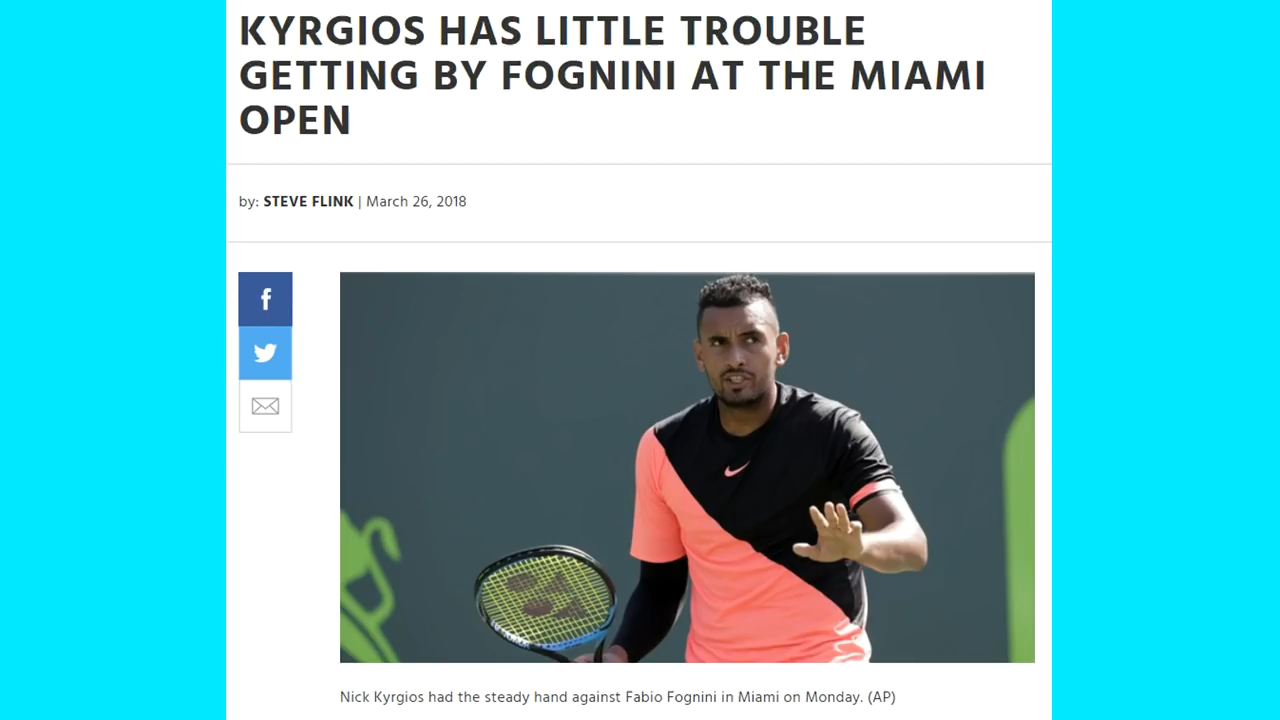 KYRGIOS HAS LITTLE TROUBLE
GETTING BY FOGNINI AT THE MIAMI
OPEN
by: STEVE FLINK | March 26, 2018
Nick Kyrgios had the steady hand against Fabio Fognini in Miami on Monday. (AP)